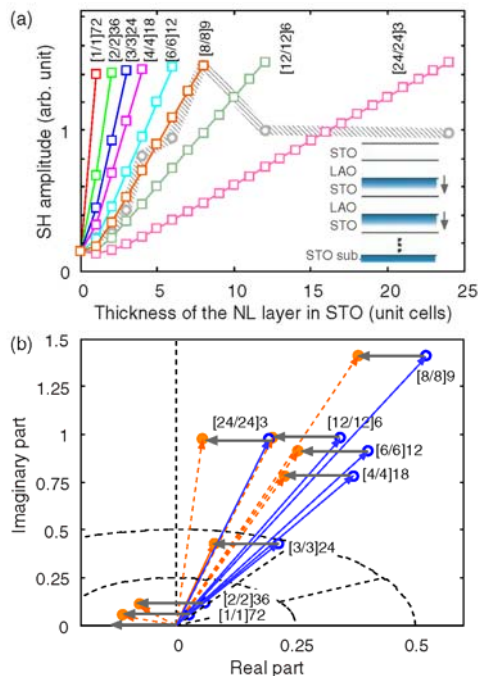 (a)
[1/1]72
[2/2]36
[3/3]24
[4/4]18
[6/6]12
[8/8]9
[12/12]6
[24/24]3
SH amplitude (arb. unit)
1
0
STO
LAO
STO
LAO
STO
STO sub.
0 5 10 15 20 25
Thickness of the NL layer in STO (unit cells)
(b)
1.5
[8/8]9
[24/24]3
[12/12]6
1
[6/6]12
[4/4]18
Imaginary part
0.5
[3/3]24
0.25
[2/2]36
[1/1]72
0
0 0.25 0.5
Real part